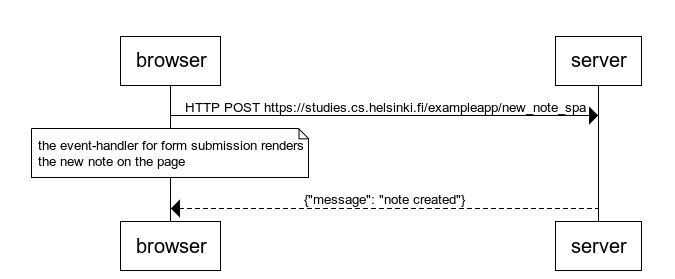 browser
server
HTTP POST https://studies.cs.helsinki.fi/exampleapp/new_note_spa
the event-handler for form submission renders
the new note on the page
{"message": "note created"}
browser
server